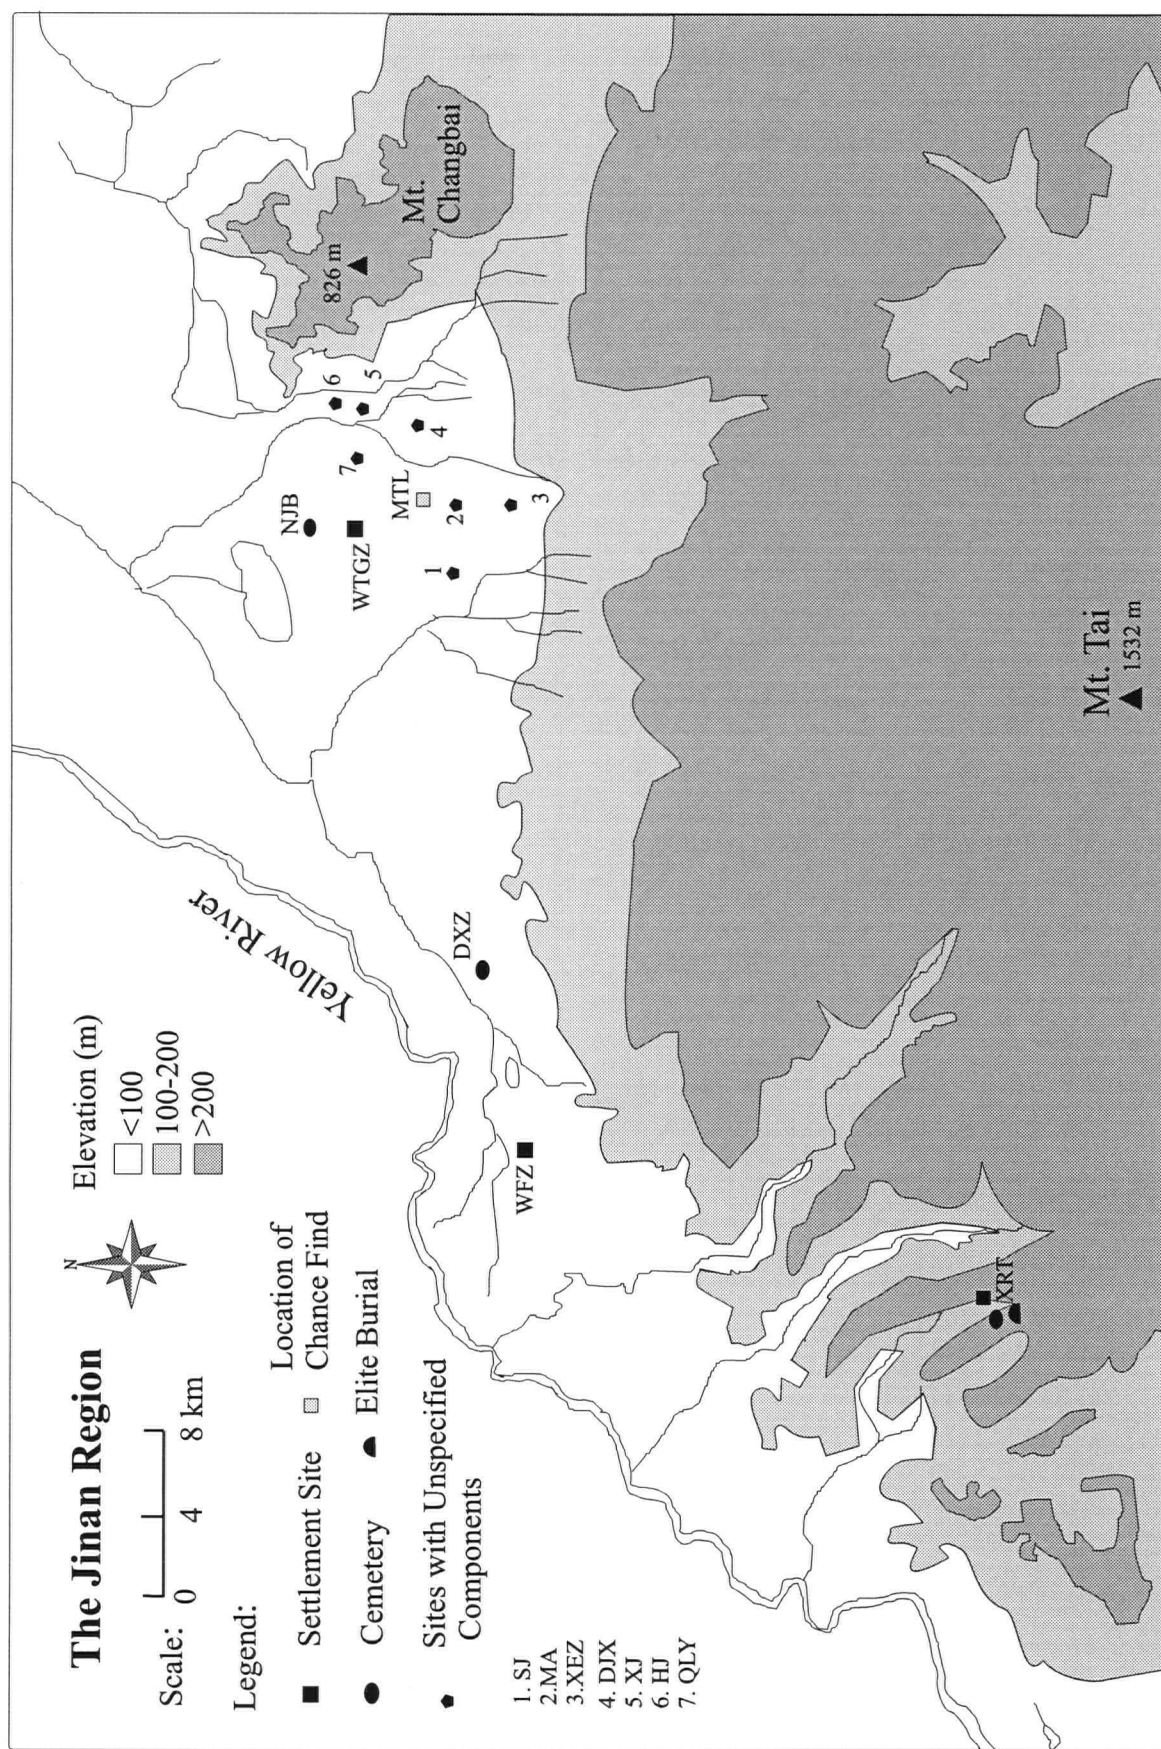 The Jinan Region
Scale:
0 4 8 km
N
Elevation (m)
<100
100-200
>200
Legend:
Settlement Site
Location of
Chance Find
Cemetery
Elite Burial
Sites with Unspecified
Components
1. SJ
2.MA
3.XEZ
4. DJX
5. XJ
6. HJ
7. QLY
Yellow River
DXZ
WFZ
XRT
NJB
WTGZ
MTL
1
2
3
4
5
6
7
826 m
Mt.
Changbai
Mt. Tai
1532 m